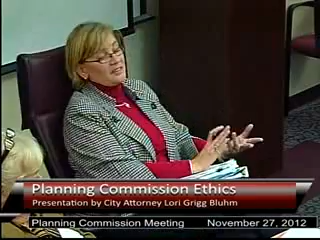 Planning Commission Ethics
Presentation by City Attorney Lori Grigg Bluhm
Planning Commission Meeting November 27, 2012